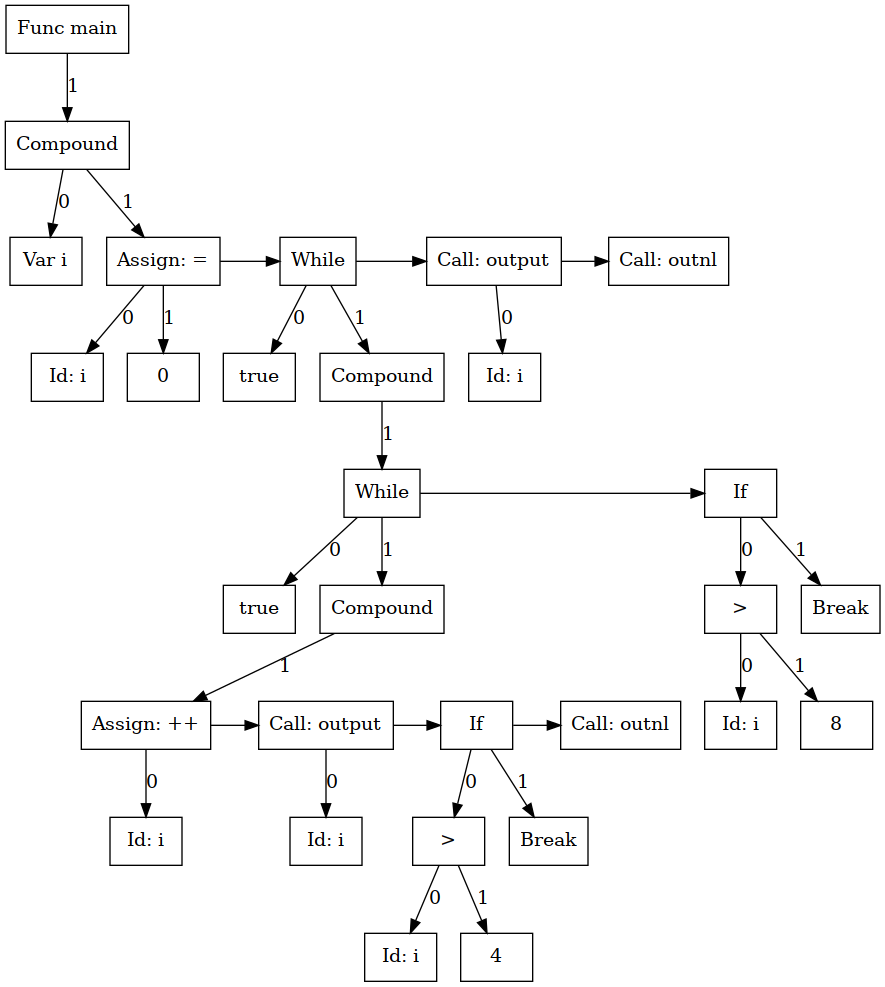 Func main
1
Compound
0
1
Var i
Assign: =
While
Call: output
Call: outnl
0
1
0
1
0
Id: i
0
true
Compound
Id: i
1
While
If
0
1
0
1
true
Compound
>
Break
1
0
1
Assign: ++
Call: output
If
Call: outnl
Id: i
8
0
0
0
1
Id: i
Id: i
>
Break
0
1
Id: i
4